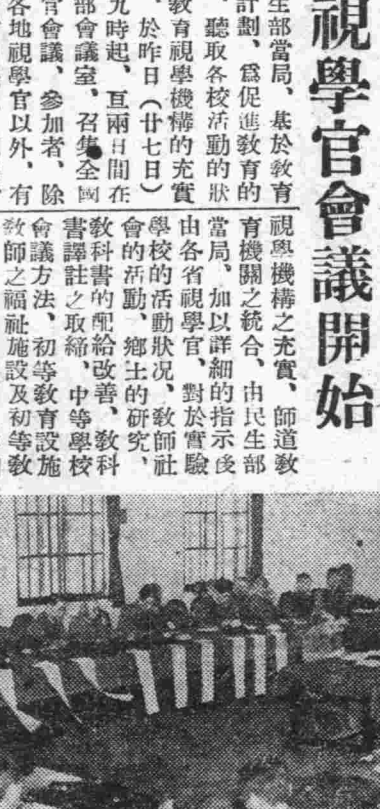 視學官會議開始
生部當局、基於教育
計劃、爲促進教育的
、聽取各校活動的狀
教育視學機構的充實
、於昨日（廿七日）
九時起、亙兩日間在
部會議室、召集全國
官會議、參加者、除
各地視學官以外、有
視學機構之充實、師道敎
育機關之統合、由民生部
當局、加以詳細的指示後
由各省視學官、對於實驗
學校的活動狀況、敎師社
會的活動、鄕土的研究、
敎科書的配給改善、敎科
書譯註之取締、中等學校
會議方法、初等敎育設施
敎師之福祉施設及初等敎